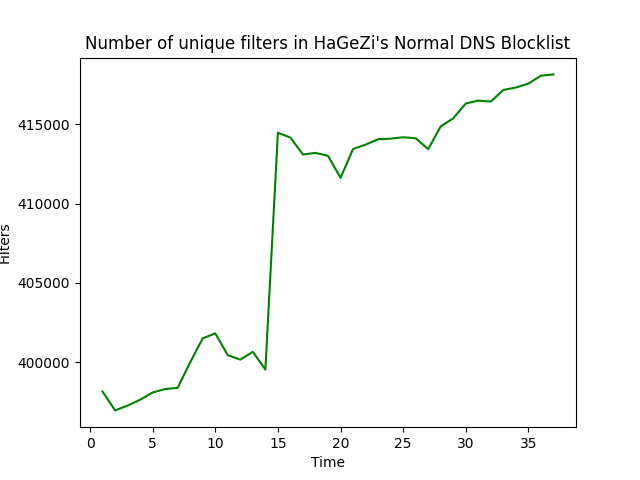 Number of unique filters in HaGeZi's Normal DNS Blocklist
415000
410000
405000
400000
Filters
0 5 10 15 20 25 30 35
Time